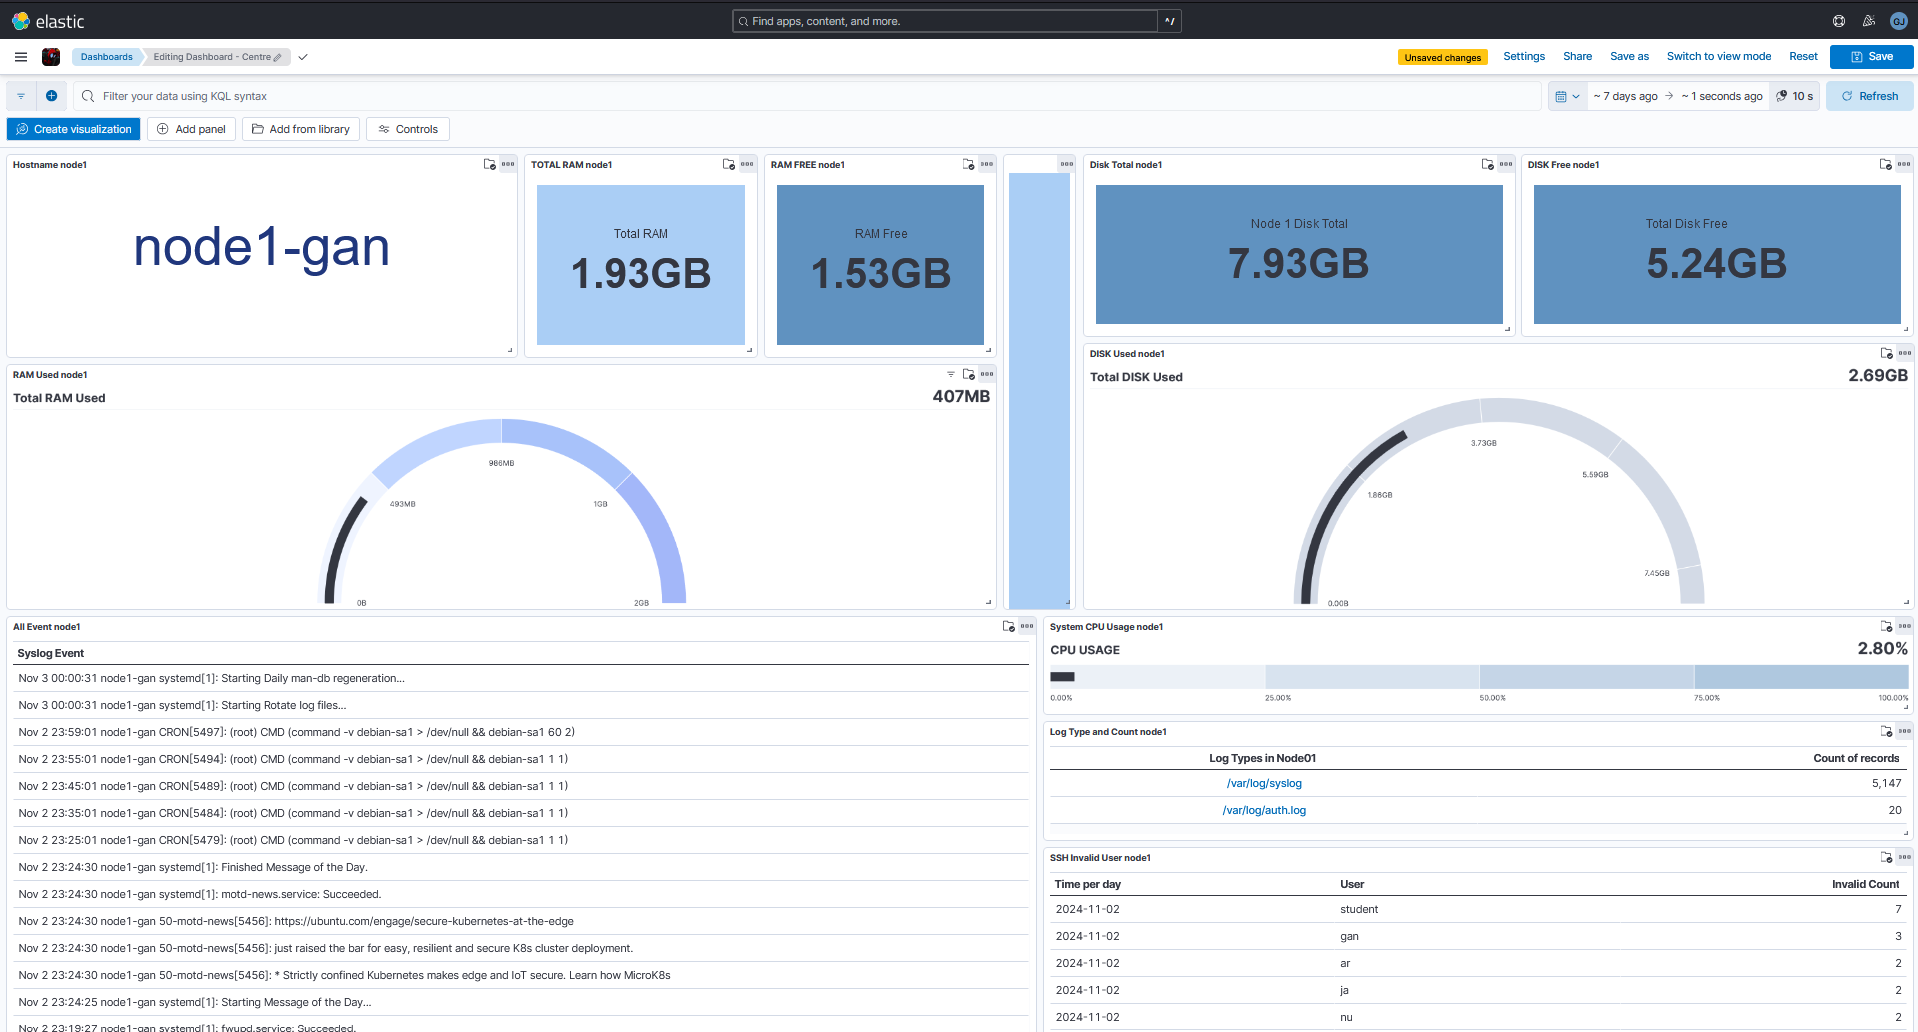 elastic
Find apps, content, and more.
^/
GJ
Dashboards
Editing Dashboard - Centre
Unsaved changes
Settings
Share
Save as
Switch to view mode
Reset
Save
Filter your data using KQL syntax
~ 7 days ago → ~ 1 seconds ago
10 s
Refresh
Create visualization
Add panel
Add from library
Controls
Hostname node1
node1-gan
TOTAL RAM node1
Total RAM
1.93GB
RAM FREE node1
RAM Free
1.53GB
Disk Total node1
Node 1 Disk Total
7.93GB
DISK Free node1
Total Disk Free
5.24GB
RAM Used node1
Total RAM Used
407MB
0B
493MB
986MB
1GB
2GB
DISK Used node1
Total DISK Used
2.69GB
0.00B
1.86GB
3.73GB
5.59GB
7.45GB
All Event node1
Syslog Event
Nov 3 00:00:31 node1-gan systemd[1]: Starting Daily man-db regeneration...
Nov 3 00:00:31 node1-gan systemd[1]: Starting Rotate log files...
Nov 2 23:59:01 node1-gan CRON[5497]: (root) CMD (command -v debian-sa1 > /dev/null && debian-sa1 60 2)
Nov 2 23:55:01 node1-gan CRON[5494]: (root) CMD (command -v debian-sa1 > /dev/null && debian-sa1 1 1)
Nov 2 23:45:01 node1-gan CRON[5489]: (root) CMD (command -v debian-sa1 > /dev/null && debian-sa1 1 1)
Nov 2 23:35:01 node1-gan CRON[5484]: (root) CMD (command -v debian-sa1 > /dev/null && debian-sa1 1 1)
Nov 2 23:25:01 node1-gan CRON[5479]: (root) CMD (command -v debian-sa1 > /dev/null && debian-sa1 1 1)
Nov 2 23:24:30 node1-gan systemd[1]: Finished Message of the Day.
Nov 2 23:24:30 node1-gan systemd[1]: motd-news.service: Succeeded.
Nov 2 23:24:30 node1-gan 50-motd-news[5456]: https://ubuntu.com/engage/secure-kubernetes-at-the-edge
Nov 2 23:24:30 node1-gan 50-motd-news[5456]: just raised the bar for easy, resilient and secure K8s cluster deployment.
Nov 2 23:24:30 node1-gan 50-motd-news[5456]: * Strictly confined Kubernetes makes edge and IoT secure. Learn how MicroK8s
Nov 2 23:24:25 node1-gan systemd[1]: Starting Message of the Day...
Nov 2 23:19:27 node1-gan systemd[1]: fwupd.service: Succeeded.
System CPU Usage node1
CPU USAGE
2.80%
0.00% 25.00% 50.00% 75.00% 100.00%
Log Type and Count node1
Log Types in Node01 Count of records
/var/log/syslog 5,147
/var/log/auth.log 20
SSH Invalid User node1
Time per day User Invalid Count
2024-11-02 student 7
2024-11-02 gan 3
2024-11-02 ar 2
2024-11-02 ja 2
2024-11-02 nu 2